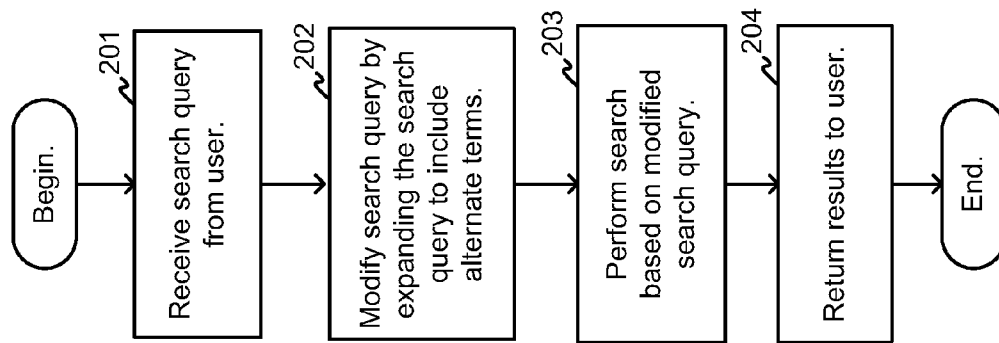 Begin.
201
Receive search query
from user.
202
Modify search query by
expanding the search
query to include
alternate terms.
203
Perform search
based on modified
search query.
204
Return results to user.
End.